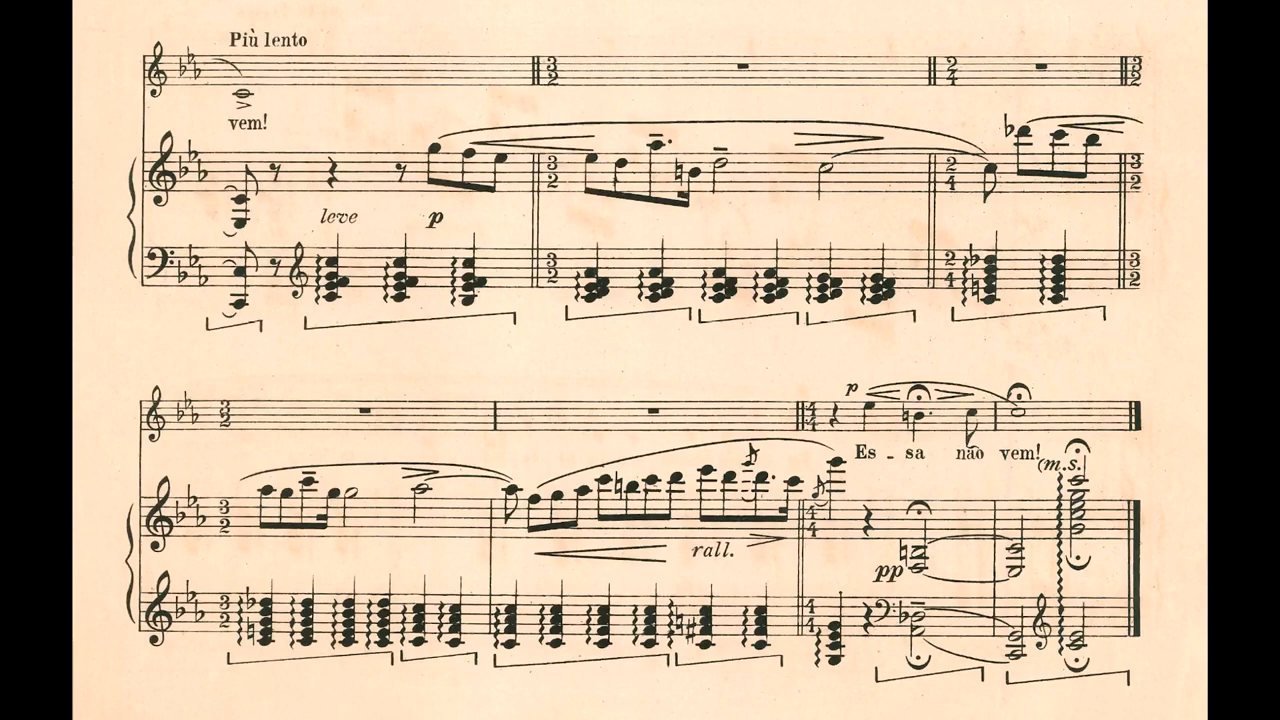 Più lento
vem!
leve p
p
Es - sa não vem!
(m.s.
rall.
pp